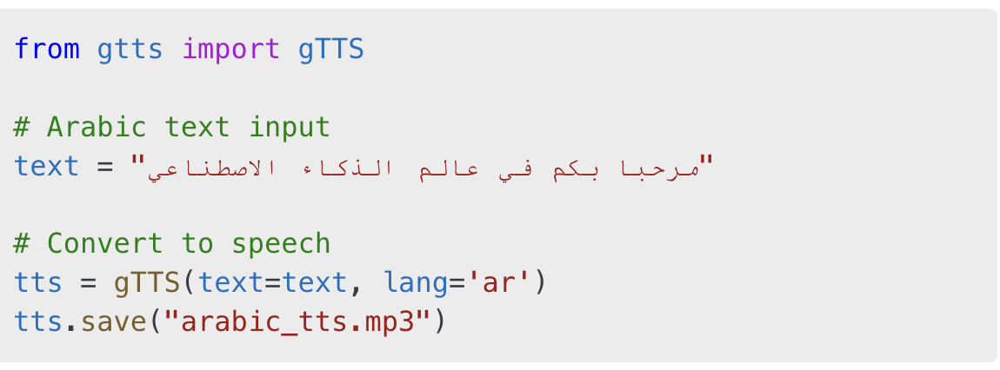 from gtts import gTTS
# Arabic text input
text = "مرحبا بكم في عالم الذكاء الاصطناعي"
# Convert to speech
tts = gTTS(text=text, lang='ar')
tts.save("arabic_tts.mp3")